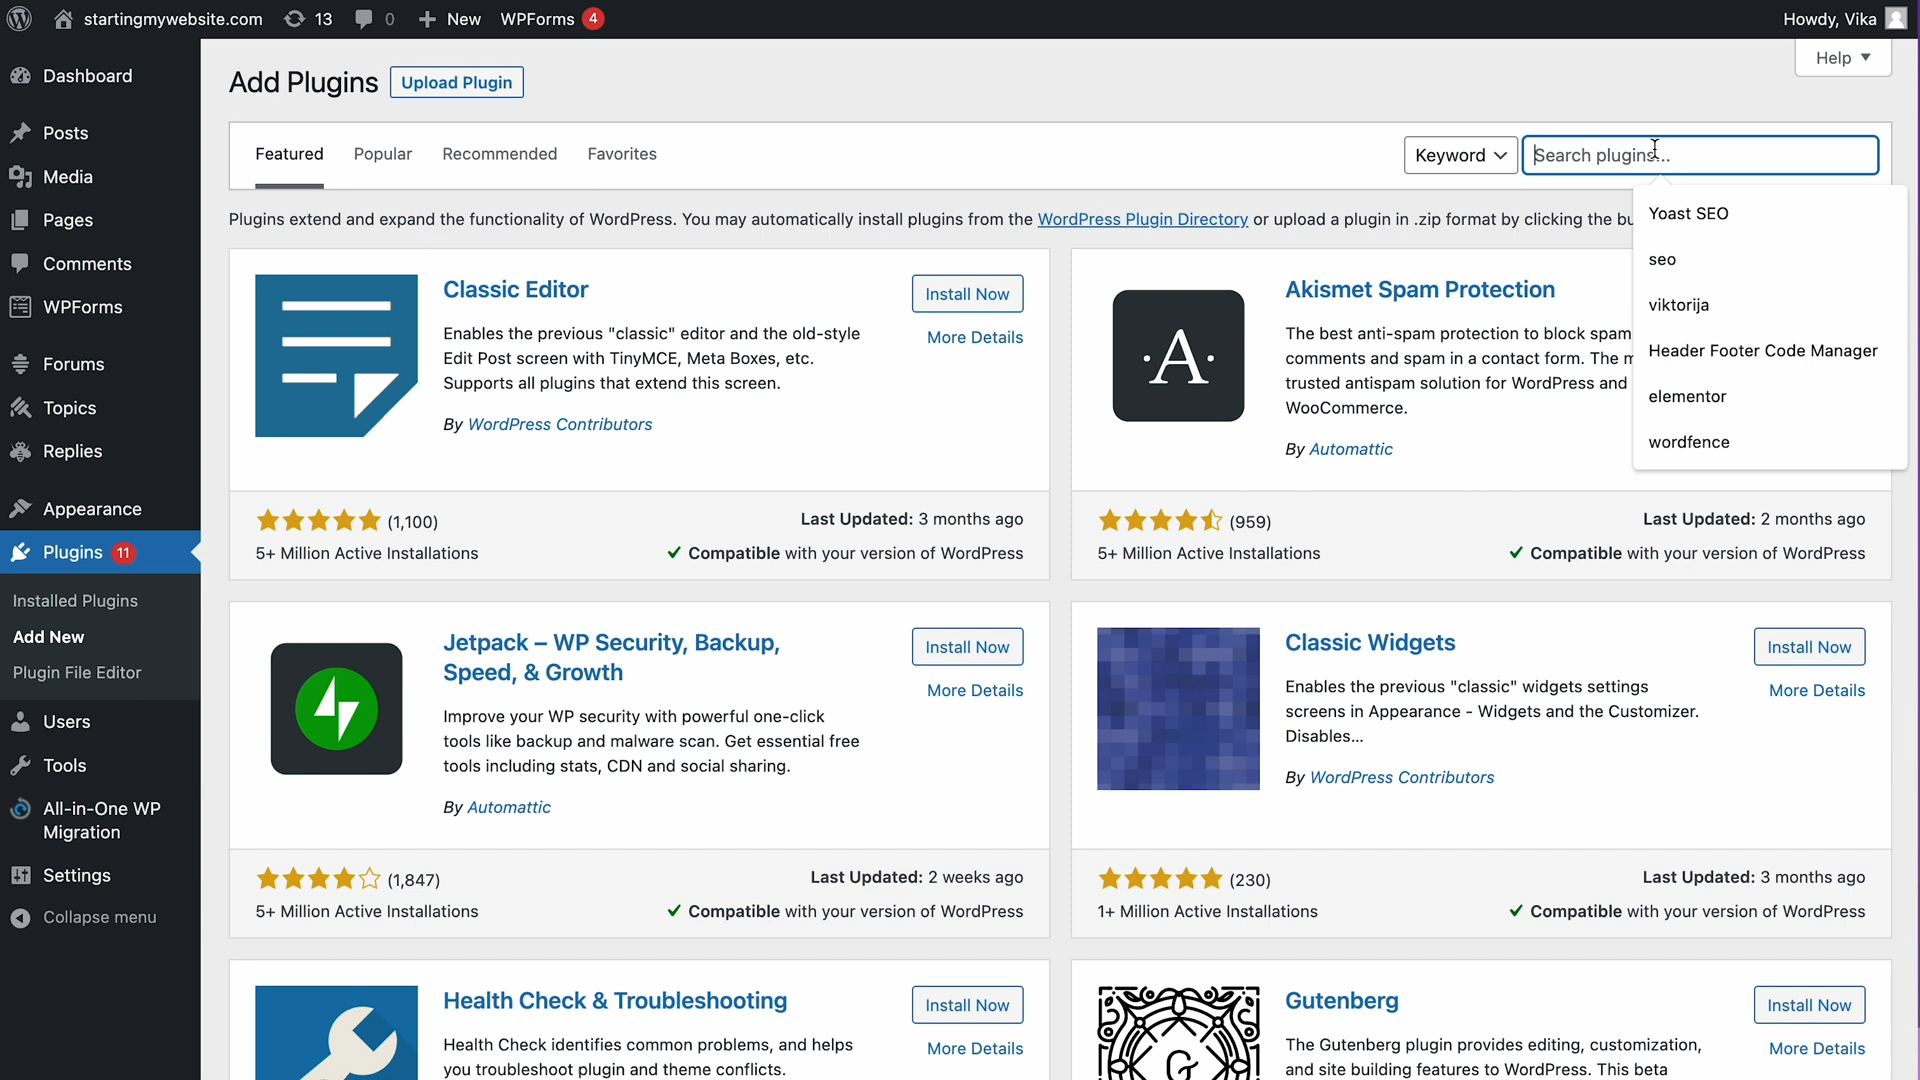 startingmywebsite.com 13 0 New WPForms 4 Howdy, Vika
Help
Dashboard
Posts
Media
Pages
Comments
WPForms
Forums
Topics
Replies
Appearance
Plugins 11
Installed Plugins
Add New
Plugin File Editor
Users
Tools
All-in-One WP
Migration
Settings
Collapse menu
Add Plugins Upload Plugin
Featured Popular Recommended Favorites Keyword Search plugins...
Yoast SEO
seo
viktorija
Header Footer Code Manager
elementor
wordfence
Plugins extend and expand the functionality of WordPress. You may automatically install plugins from the WordPress Plugin Directory or upload a plugin in .zip format by clicking the bu
Classic Editor
Install Now
More Details
Enables the previous "classic" editor and the old-style
Edit Post screen with TinyMCE, Meta Boxes, etc.
Supports all plugins that extend this screen.
By WordPress Contributors
(1,100)
Last Updated: 3 months ago
5+ Million Active Installations
Compatible with your version of WordPress
·A·
Akismet Spam Protection
The best anti-spam protection to block spam
comments and spam in a contact form. The m
trusted antispam solution for WordPress and
WooCommerce.
By Automattic
(959)
Last Updated: 2 months ago
5+ Million Active Installations
Compatible with your version of WordPress
Jetpack – WP Security, Backup,
Speed, & Growth
Install Now
More Details
Improve your WP security with powerful one-click
tools like backup and malware scan. Get essential free
tools including stats, CDN and social sharing.
By Automattic
(1,847)
Last Updated: 2 weeks ago
5+ Million Active Installations
Compatible with your version of WordPress
Classic Widgets
Install Now
More Details
Enables the previous "classic" widgets settings
screens in Appearance - Widgets and the Customizer.
Disables...
By WordPress Contributors
(230)
Last Updated: 3 months ago
1+ Million Active Installations
Compatible with your version of WordPress
Health Check & Troubleshooting
Install Now
More Details
Health Check identifies common problems, and helps
you troubleshoot plugin and theme conflicts.
G
Gutenberg
Install Now
More Details
The Gutenberg plugin provides editing, customization,
and site building features to WordPress. This beta